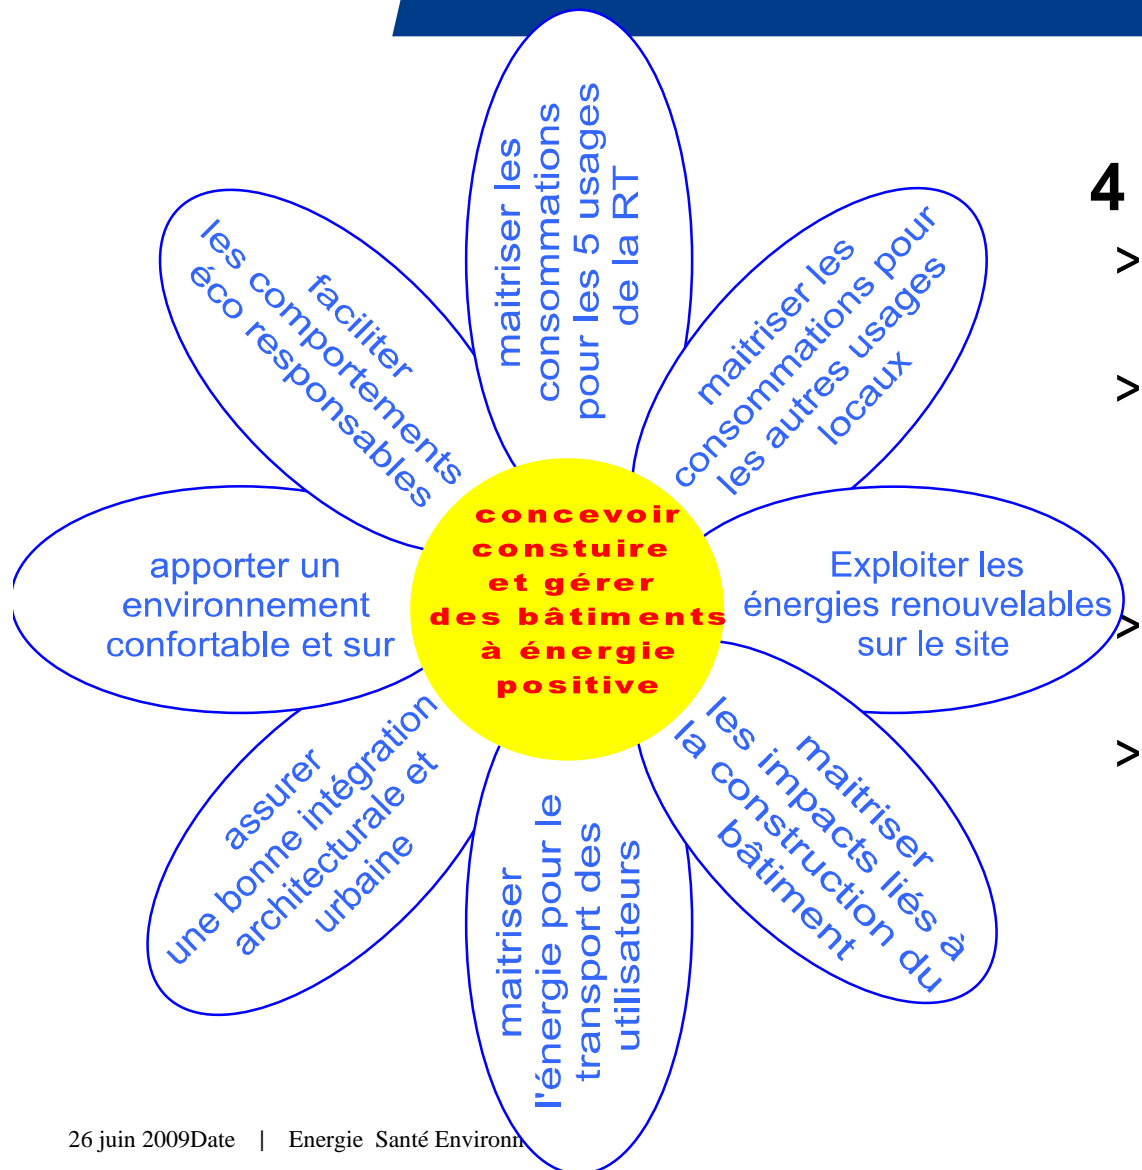 maitriser les
consommations
pour les 5 usages
de la RT
maitriser les
consommations pour
les autres usages
locaux
Exploiter les
énergies renouvelables
sur le site
maitriser
les impacts liés à
la construction du
bâtiment
maitriser
l'énergie pour le
transport des
utilisateurs
assurer
une bonne intégration
architecturale et
urbaine
apporter un
environnement
confortable et sur
faciliter
les comportements
éco responsables
concevoir
constuire
et gérer
des bâtiments
à énergie
positive
4
>
>
>
>
26 juin 2009Date | Energie Santé Environn